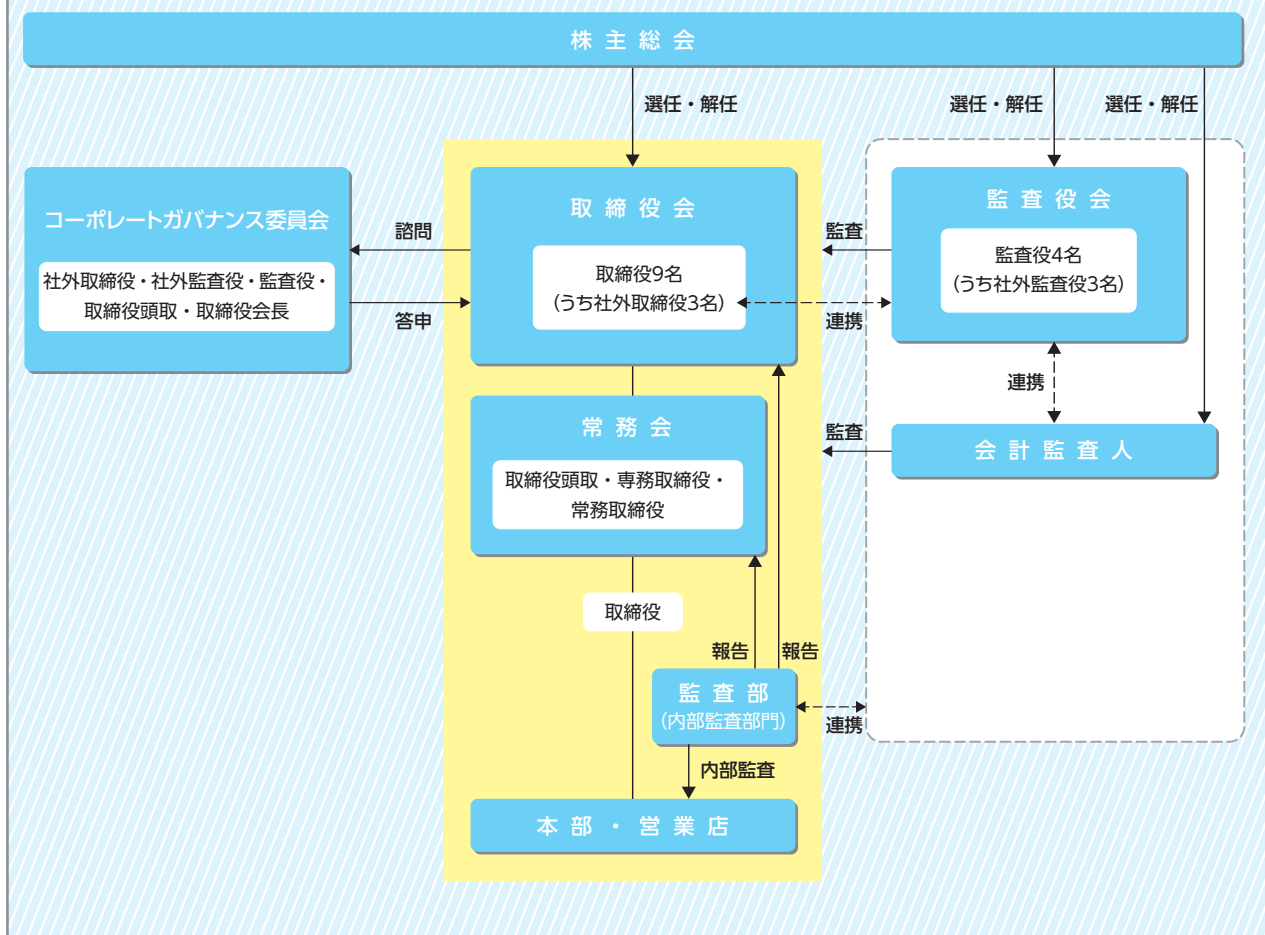 株主総会
選任・解任
選任・解任
選任・解任
コーポレートガバナンス委員会
社外取締役・社外監査役・監査役・
取締役頭取・取締役会長
諮問
答申
取締役会
取締役9名
（うち社外取締役3名）
監査
連携
監査役会
監査役4名
（うち社外監査役3名）
連携
常務会
取締役頭取・専務取締役・
常務取締役
監査
会計監査人
取締役
報告
報告
監査部
（内部監査部門）
連携
内部監査
本部・営業店